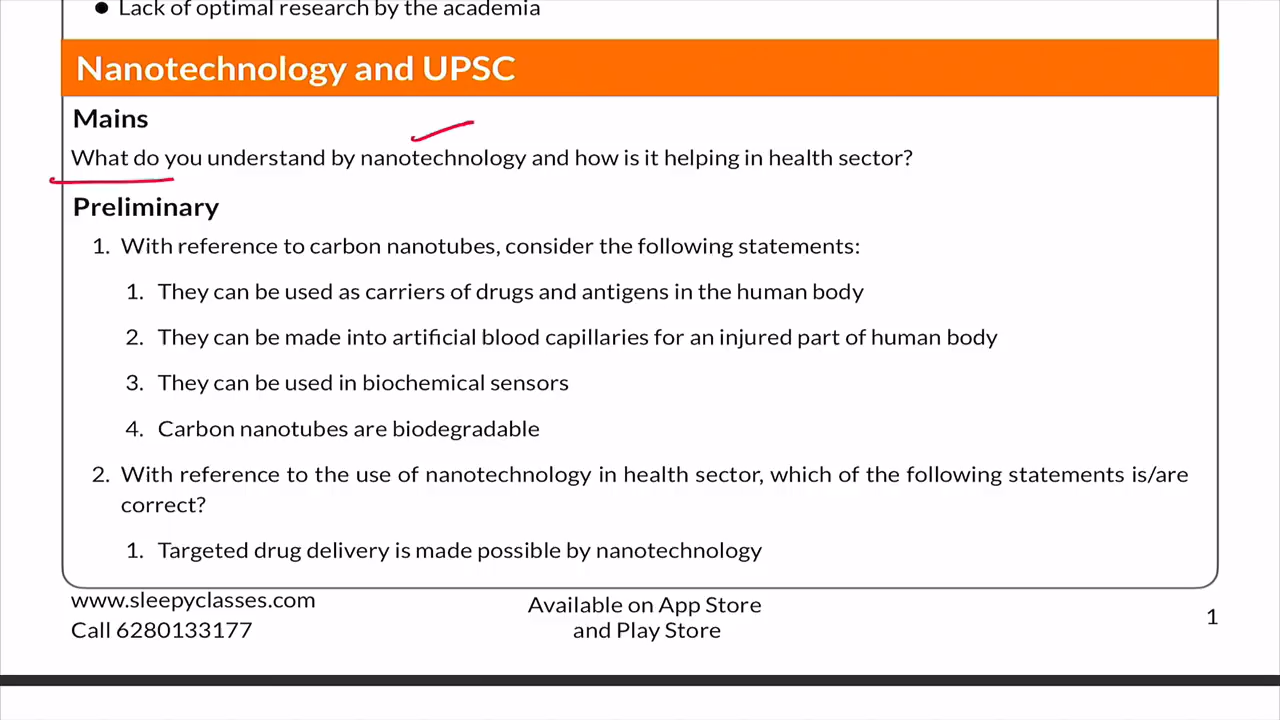 ● Lack of optimal research by the academia
Nanotechnology and UPSC
Mains
What do you understand by nanotechnology and how is it helping in health sector?
Preliminary
1. With reference to carbon nanotubes, consider the following statements:
1. They can be used as carriers of drugs and antigens in the human body
2. They can be made into artificial blood capillaries for an injured part of human body
3. They can be used in biochemical sensors
4. Carbon nanotubes are biodegradable
2. With reference to the use of nanotechnology in health sector, which of the following statements is/are
correct?
1. Targeted drug delivery is made possible by nanotechnology
www.sleepyclasses.com
Call 6280133177
Available on App Store
and Play Store
1